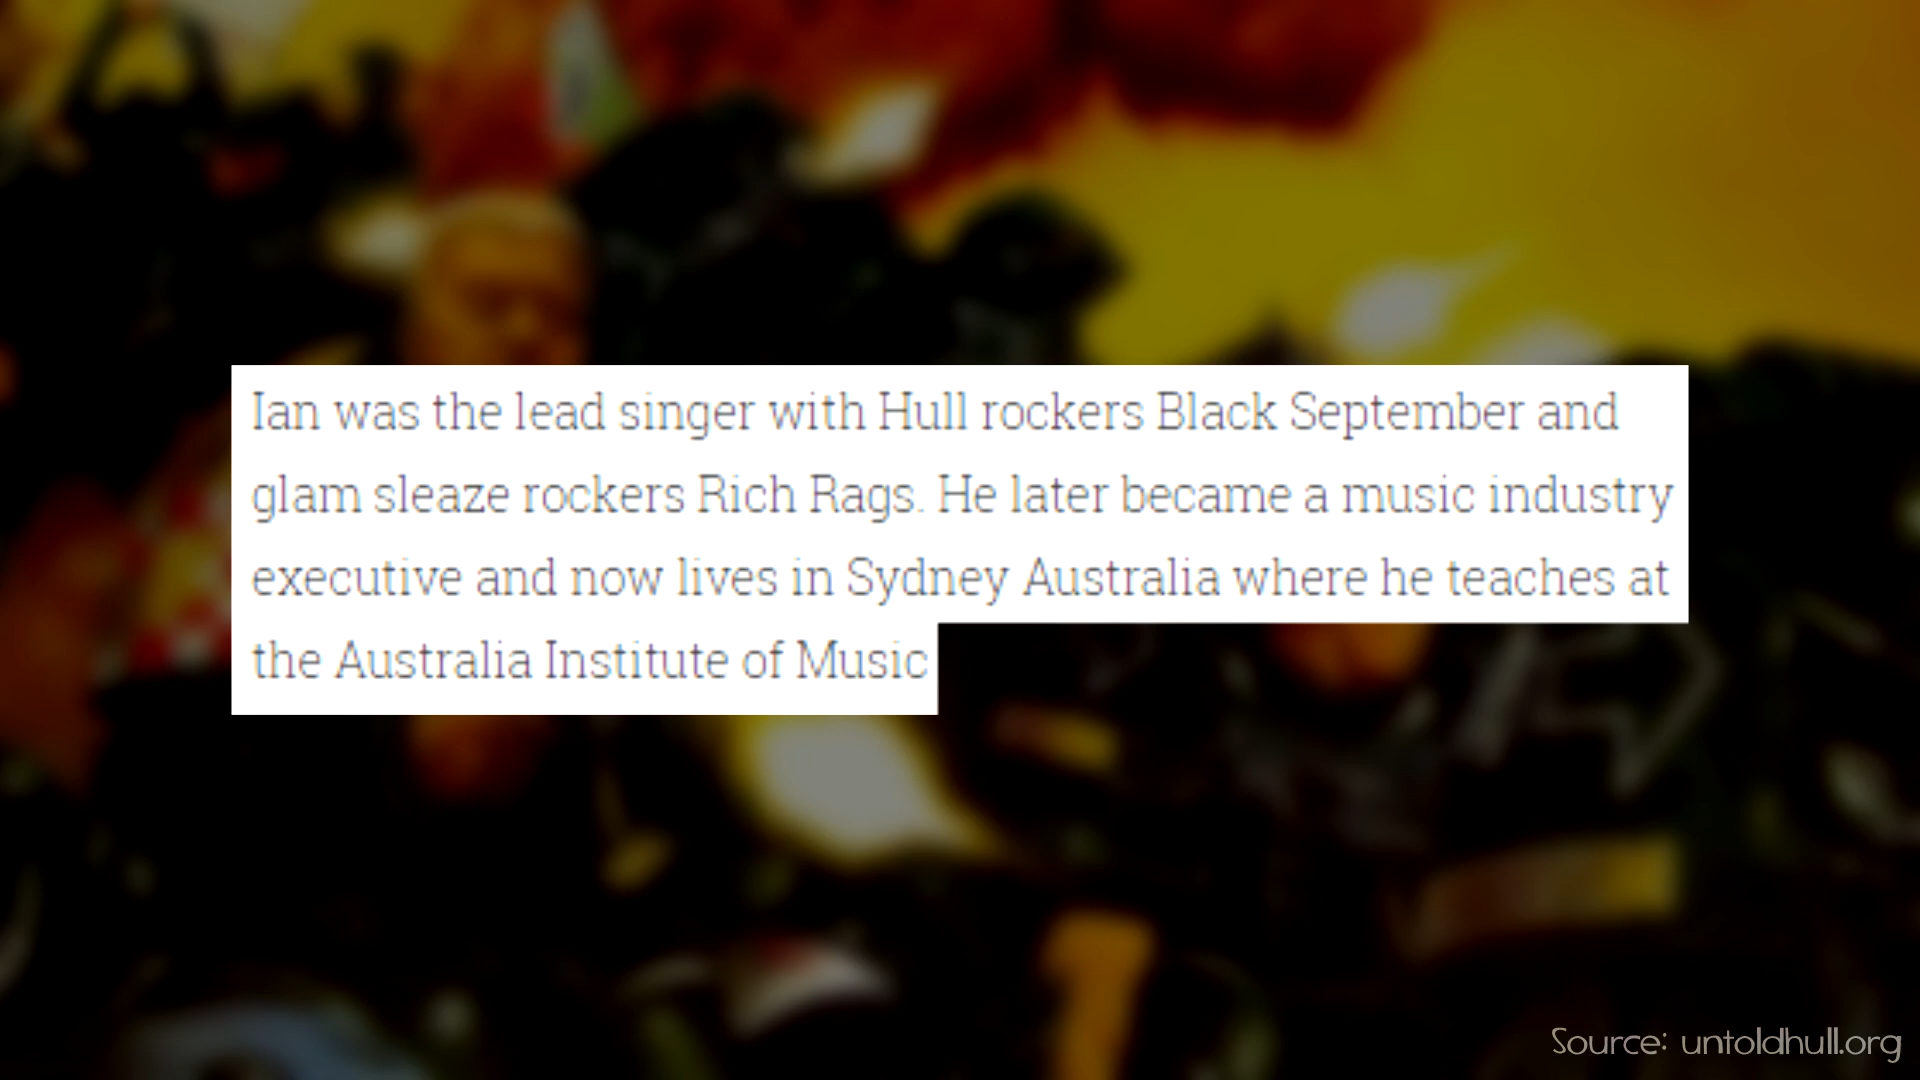 Ian was the lead singer with Hull rockers Black September and
glam sleaze rockers Rich Rags. He later became a music industry
executive and now lives in Sydney Australia where he teaches at
the Australia Institute of Music
Source: untoldhull.org